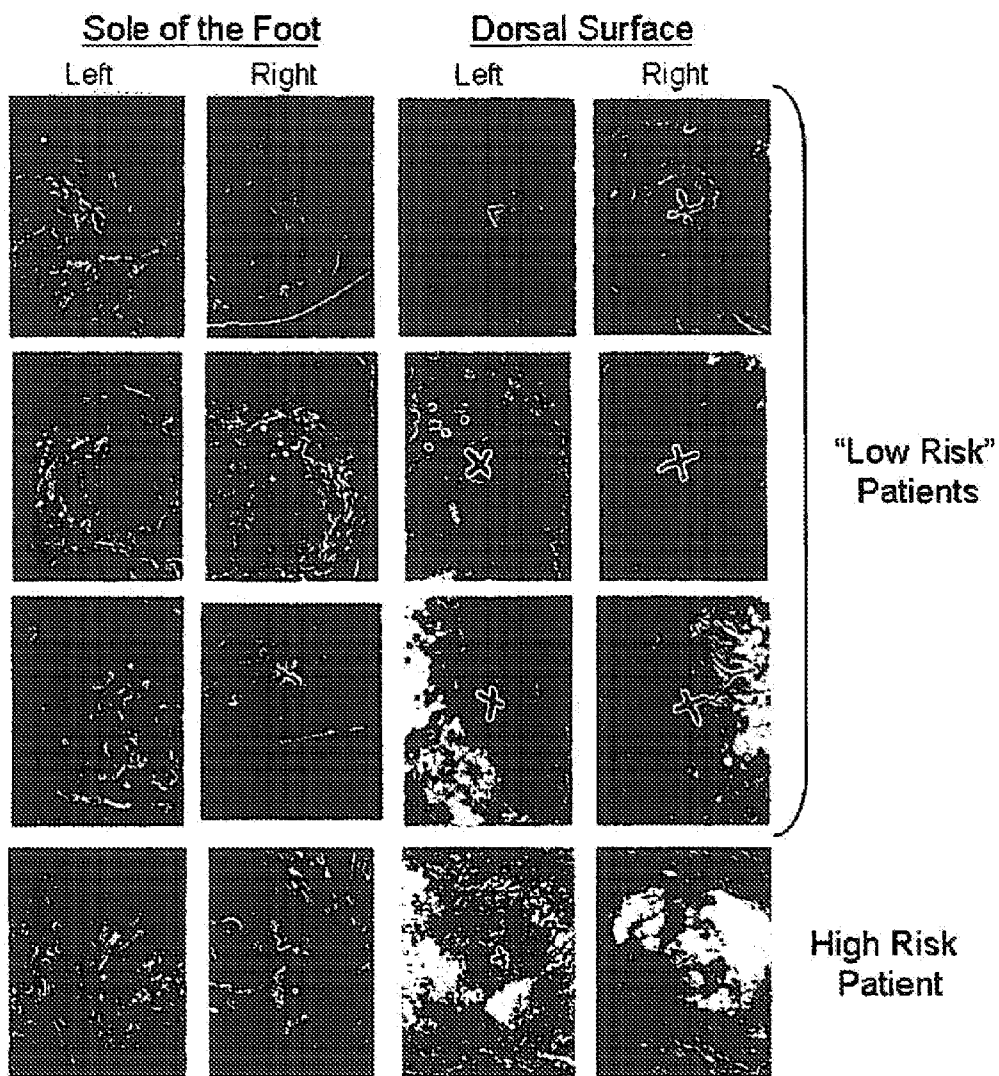 Sole of the Foot Dorsal Surface
Left Right Left Right
“Low Risk”
Patients
High Risk
Patient